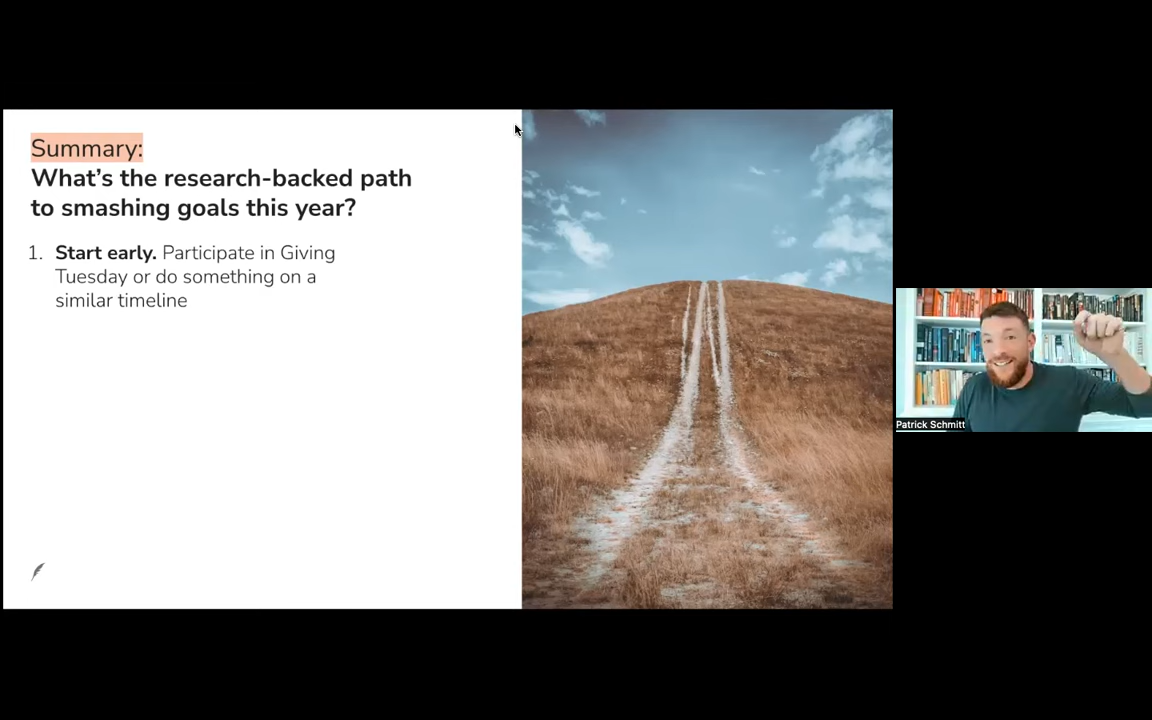 Summary:
What’s the research-backed path
to smashing goals this year?
1. Start early. Participate in Giving
Tuesday or do something on a
similar timeline
Patrick Schmitt